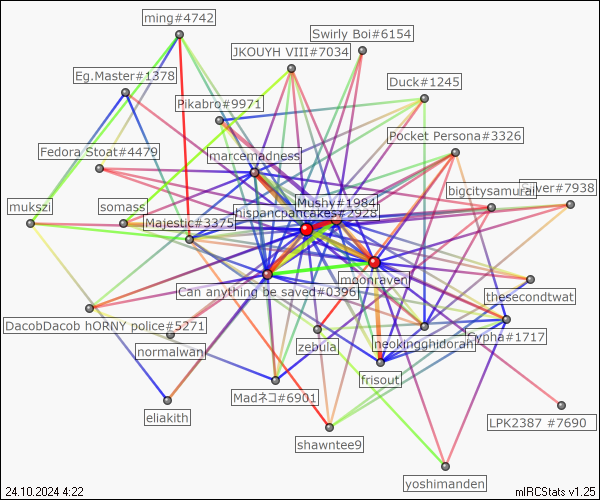 ming#4742
Swirly Boi#6154
JKOUYH VIII#7034
Eg.Master#1378
Duck#1245
Pikabro#9971
Pocket Persona#3326
Fedora Stoat#4479
marcemadness
bigcitysamurai
#7938
mukszi
somass
Mushy#1984
Majestic#3375
#2928
moonraven
Can anything be saved#0396
thesecondtwat
DacobDacob hORNY police#5271
normalwan
zebula
neokingghidorah
Cypha#1717
frisout
Madネコ#6901
eliakith
LPK2387 #7690
shawntee9
yoshimanden
24.10.2024 4:22
mIRCStats v1.25